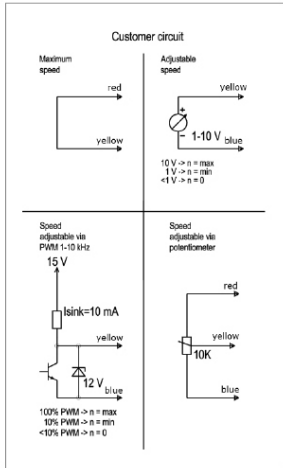 Customer circuit
Maximum
speed
red
yellow
Adjustable
speed
yellow
+
1-10 V
–
blue
10 V -> n = max
1 V -> n = min
<1 V -> n = 0
Speed
adjustable via
PWM 1-10 kHz
15 V
Isink=10 mA
yellow
12 V
blue
100% PWM -> n = max
10% PWM -> n = min
<10% PWM -> n = 0
Speed
adjustable via
potentiometer
red
yellow
10K
blue